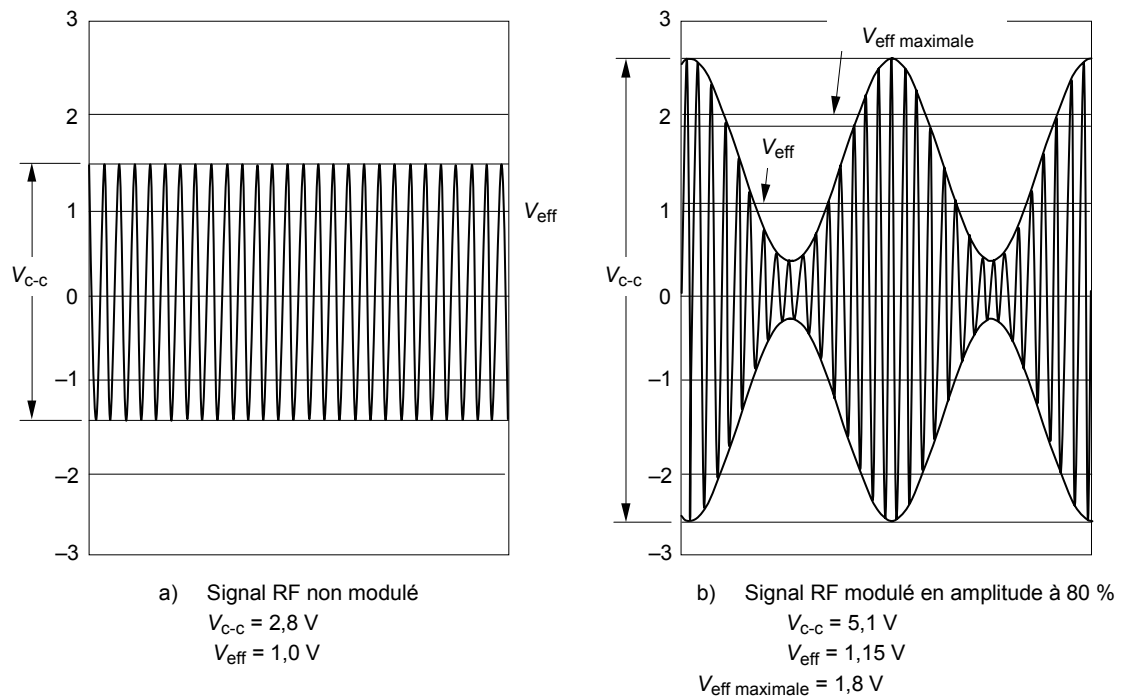 3
2
1
0
–1
–2
–3
V c-c
V eff
a) Signal RF non modulé
V c-c = 2,8 V
V eff = 1,0 V
3
2
1
0
–1
–2
–3
V eff maximale
V eff
V c-c
b) Signal RF modulé en amplitude à 80 %
V c-c = 5,1 V
V eff = 1,15 V
V eff maximale = 1,8 V